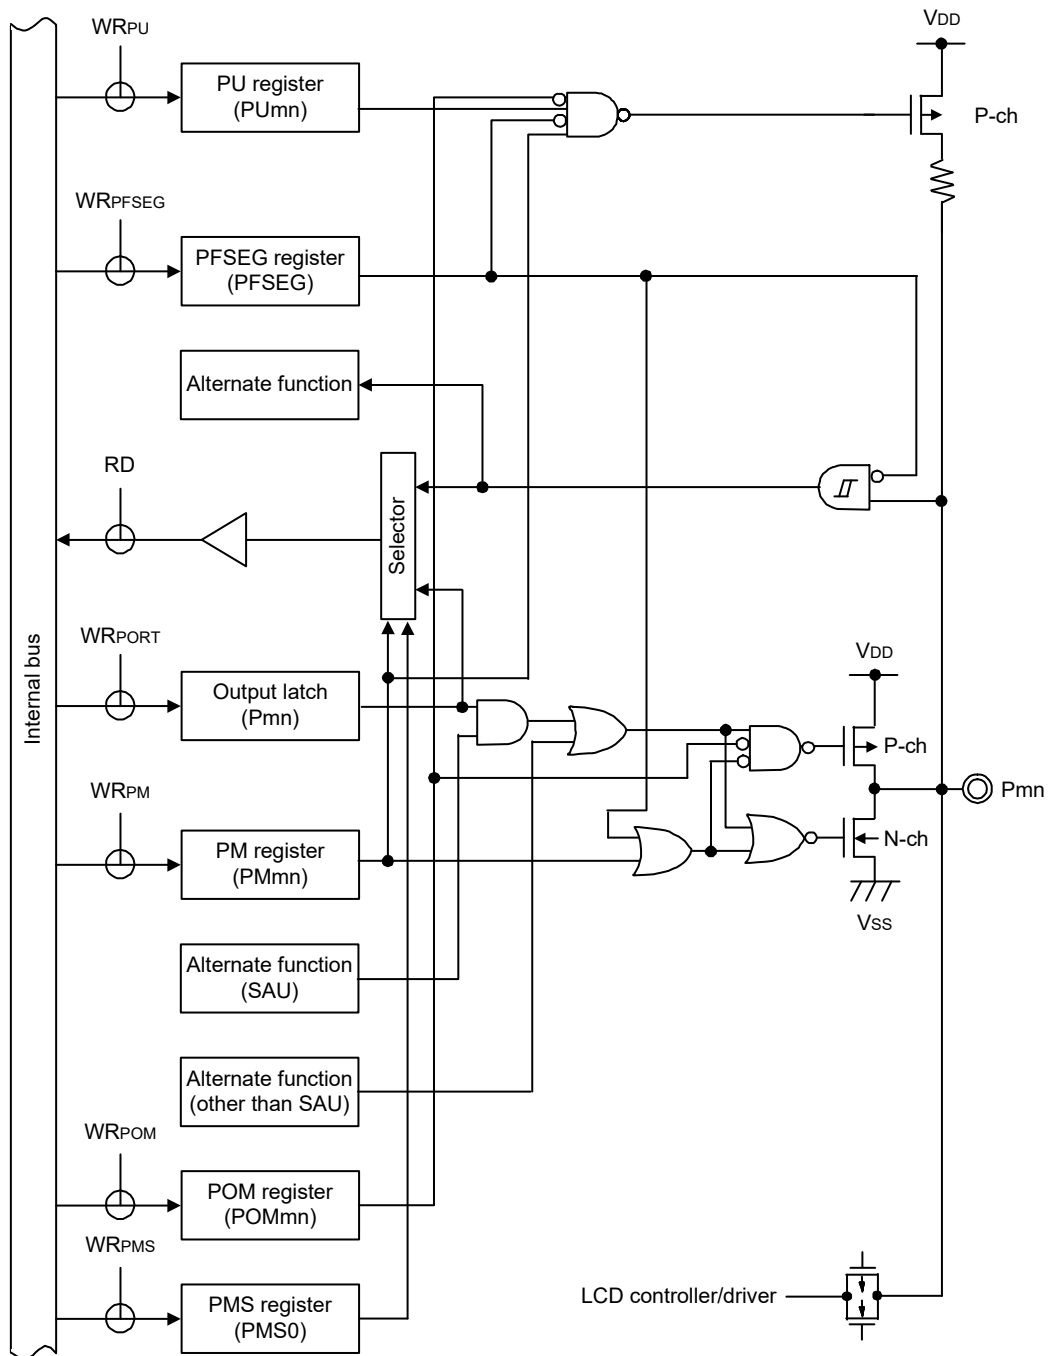 WRPU
VDD
PU register
(PUmn)
P-ch
WRPFSEG
PFSEG register
(PFSEG)
Alternate function
RD
Selector
Internal bus
WRPORT
Output latch
(Pmn)
VDD
P-ch
Pmn
WRPM
PM register
(PMmn)
N-ch
VSS
Alternate function
(SAU)
Alternate function
(other than SAU)
WRPOM
POM register
(POMmn)
WRPMS
PMS register
(PMS0)
LCD controller/driver